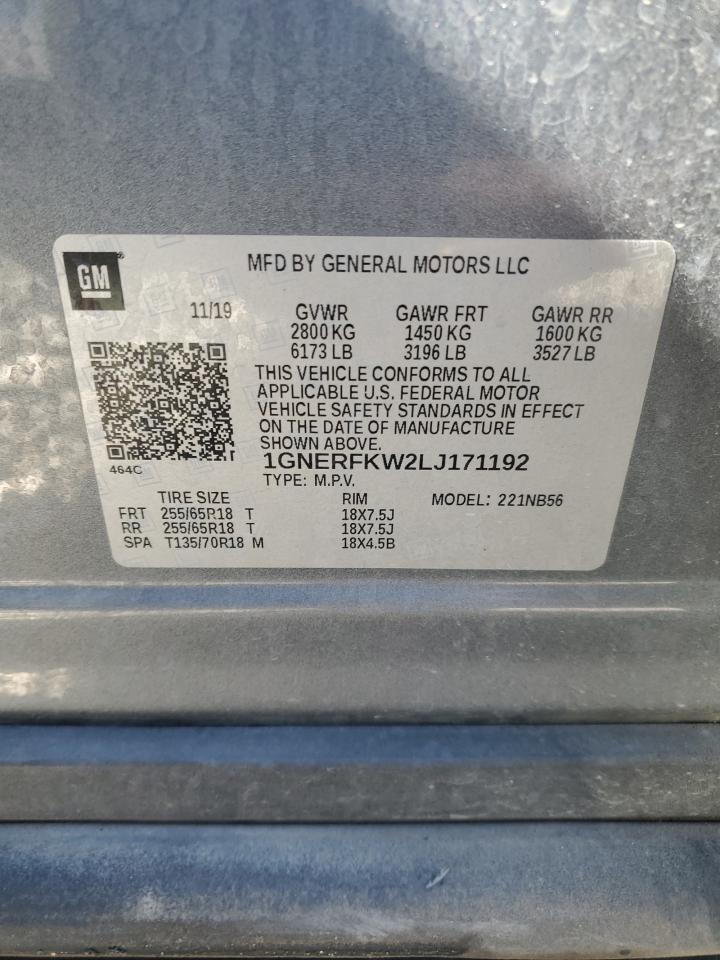 GM®
MFD BY GENERAL MOTORS LLC
11/19 GVWR GAWR FRT GAWR RR
2800 KG 1450 KG 1600 KG
6173 LB 3196 LB 3527 LB
THIS VEHICLE CONFORMS TO ALL
APPLICABLE U.S. FEDERAL MOTOR
VEHICLE SAFETY STANDARDS IN EFFECT
ON THE DATE OF MANUFACTURE
SHOWN ABOVE.
464C
1GNERFKW2LJ171192
TYPE: M.P.V.
TIRE SIZE RIM MODEL: 221NB56
FRT 255/65R18 T 18X7.5J
RR 255/65R18 T 18X7.5J
SPA T135/70R18 M 18X4.5B